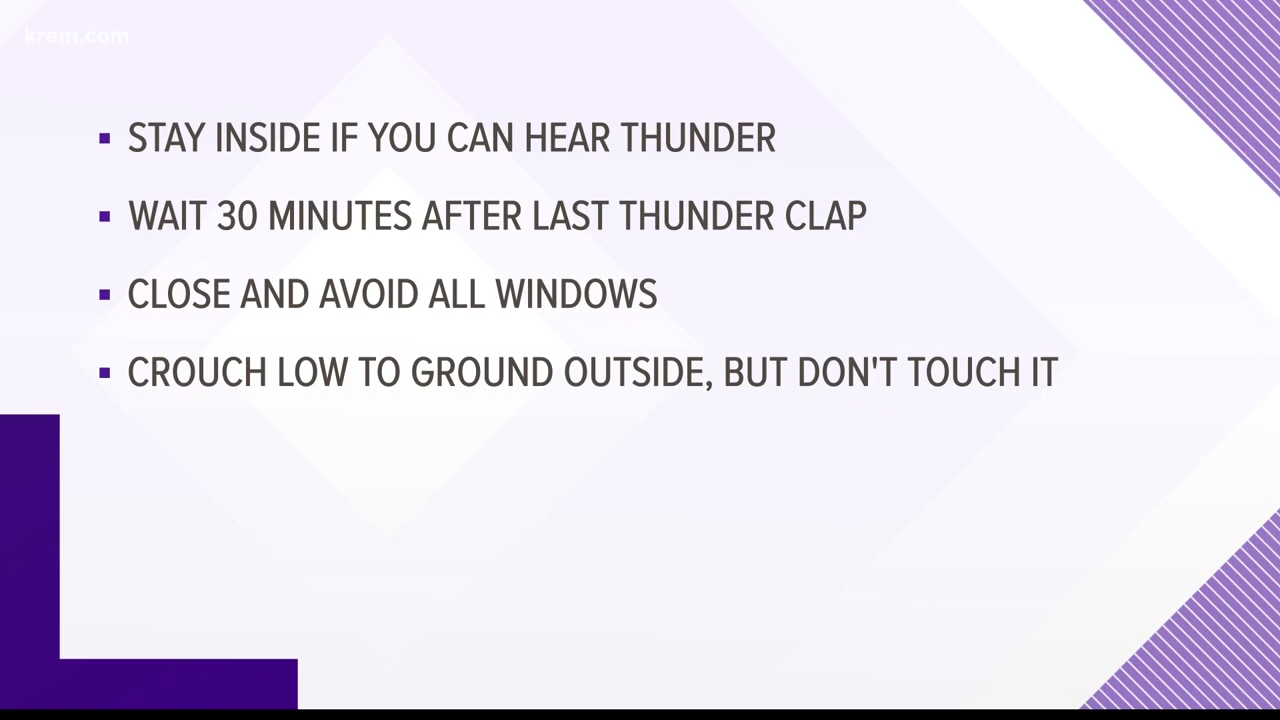 krem.com
STAY INSIDE IF YOU CAN HEAR THUNDER
WAIT 30 MINUTES AFTER LAST THUNDER CLAP
CLOSE AND AVOID ALL WINDOWS
CROUCH LOW TO GROUND OUTSIDE, BUT DON'T TOUCH IT